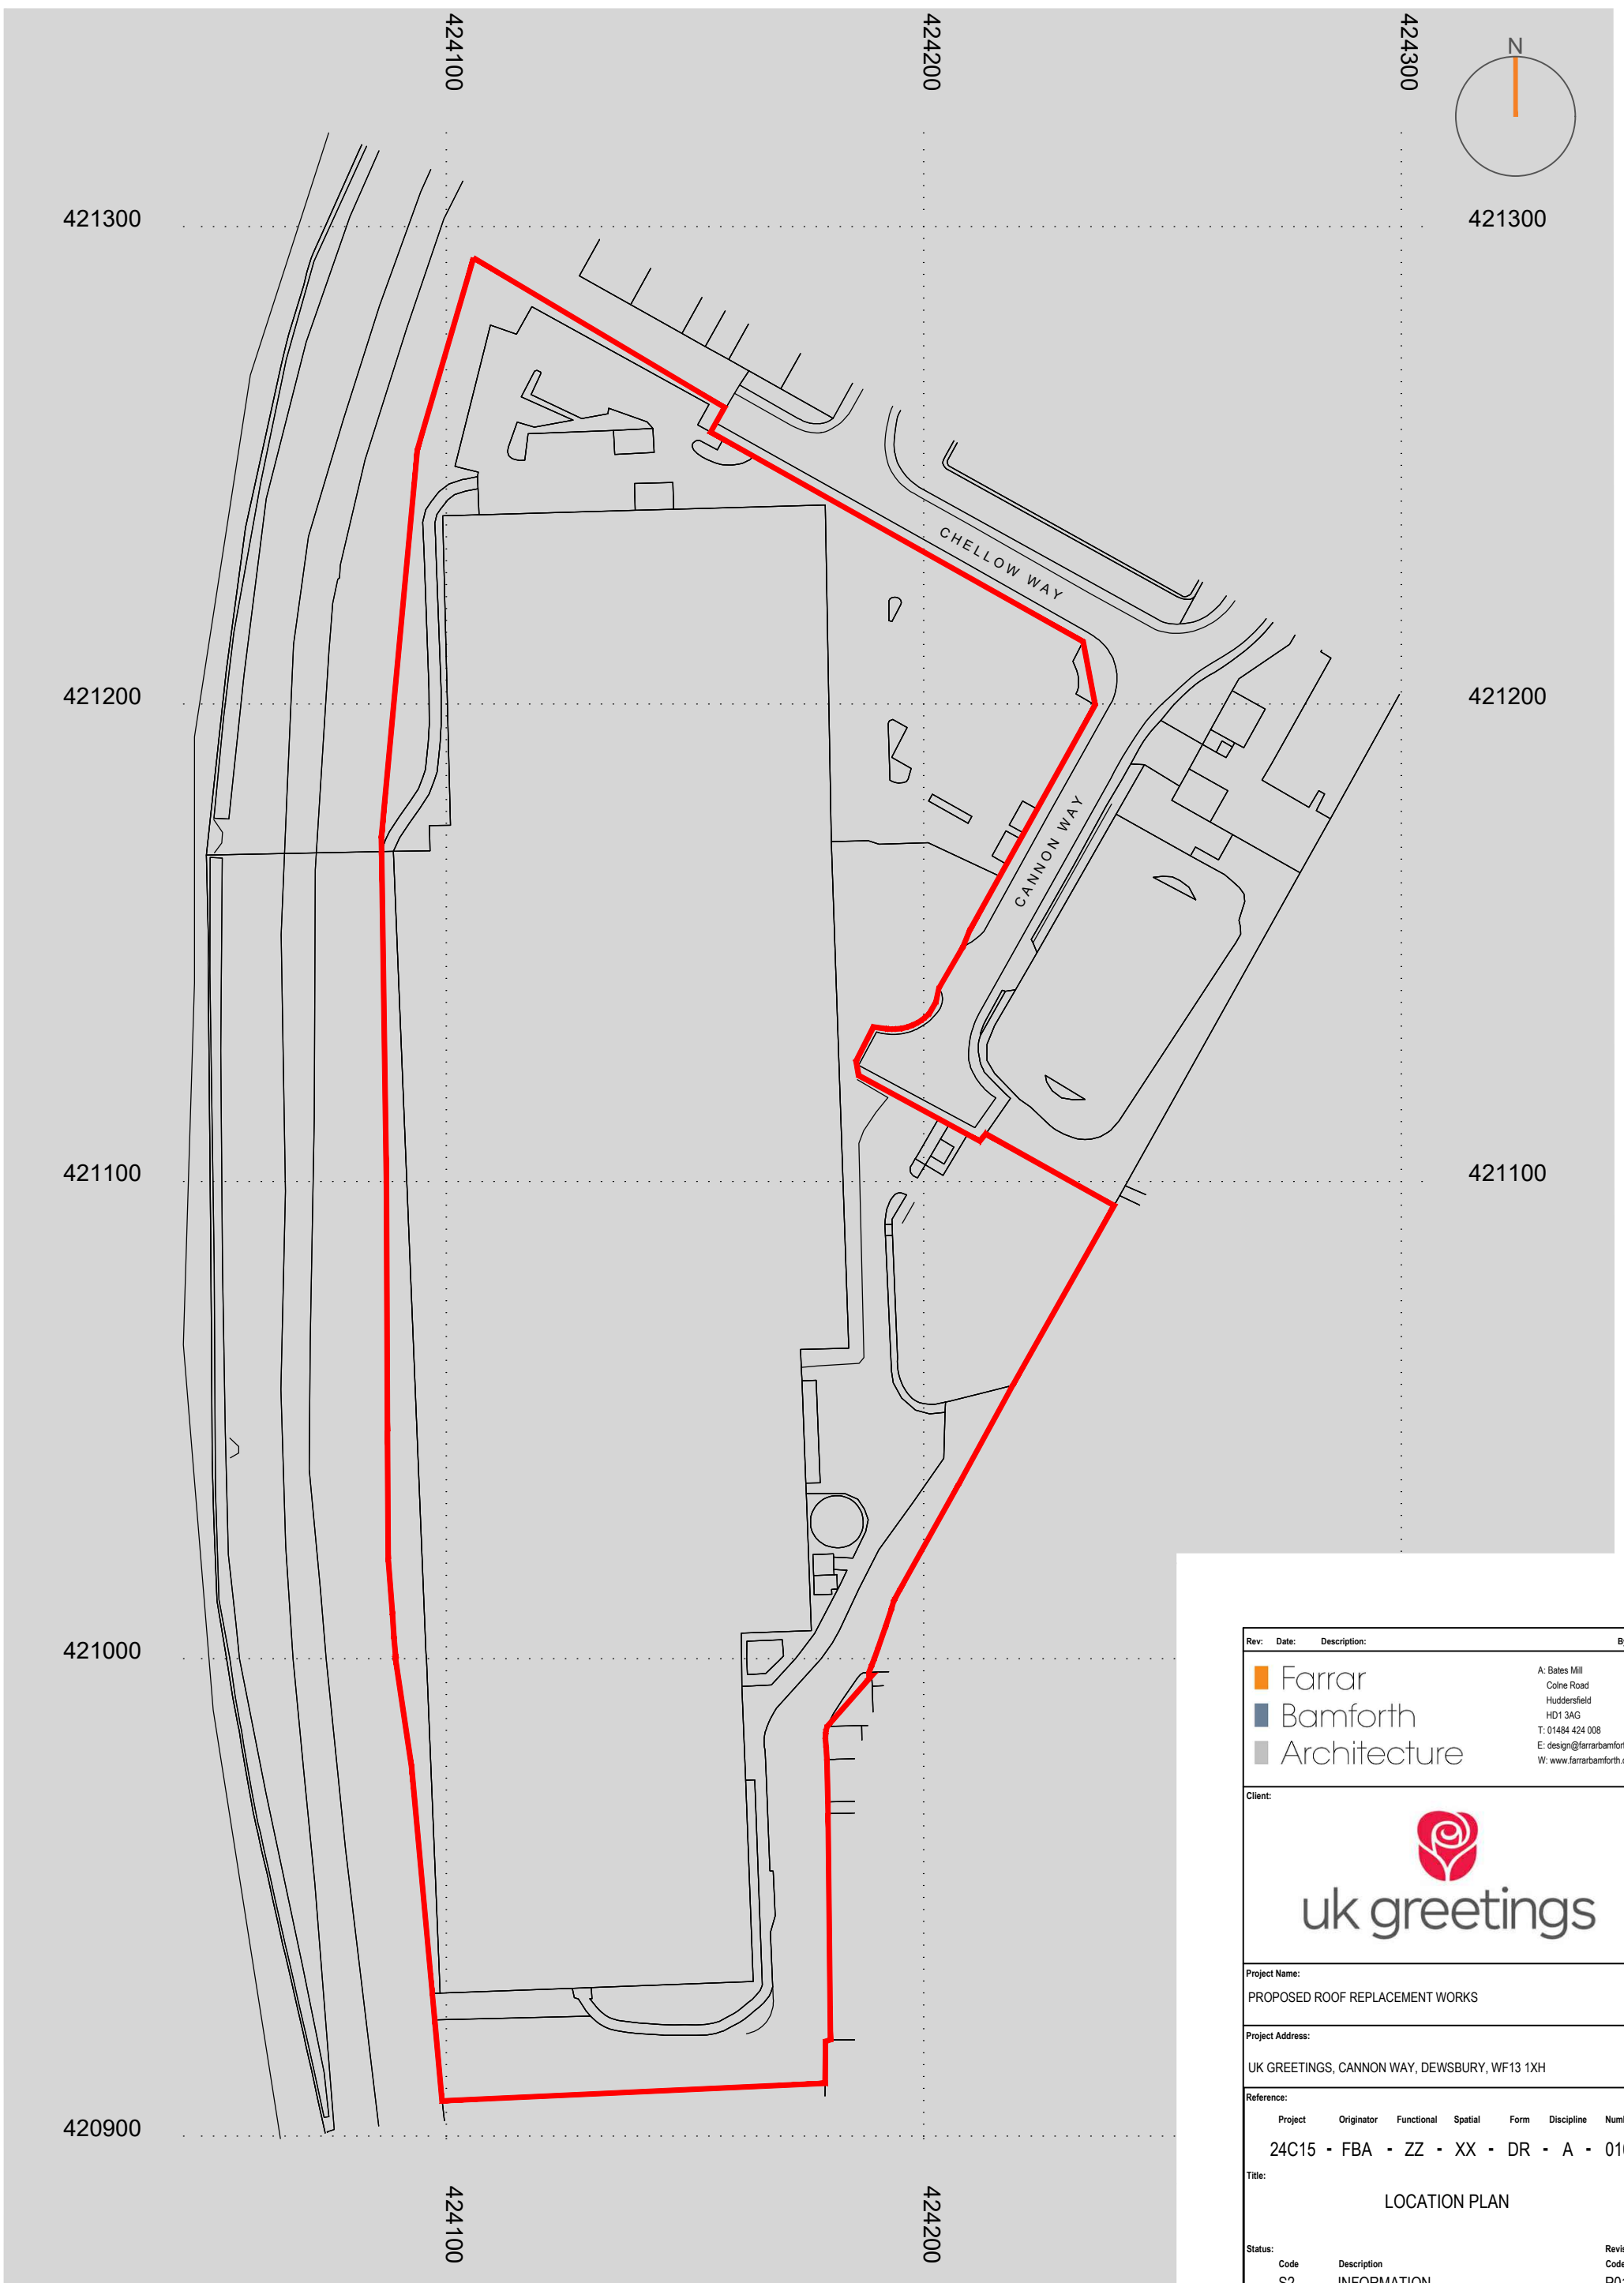 424100
424200
424300
N
421300
421300
CHELLOW WAY
421200
421200
CANNON WAY
421100
421100
421000
420900
424100
424200
Rev: Date: Description:
Farrar
Bamforth
Architecture
A: Bates Mill
Colne Road
Huddersfield
HD1 3AG
T: 01484 424 008
E:
W:
Client:
uk greetings
Project Name:
PROPOSED ROOF REPLACEMENT WORKS
Project Address:
UK GREETINGS, CANNON WAY, DEWSBURY, WF13 1XH
Reference:
Project Originator Functional Spatial Form Discipline
24C15 - FBA - ZZ - XX - DR - A -
Title:
LOCATION PLAN
Status:
Code Description
S2 INFORMATION